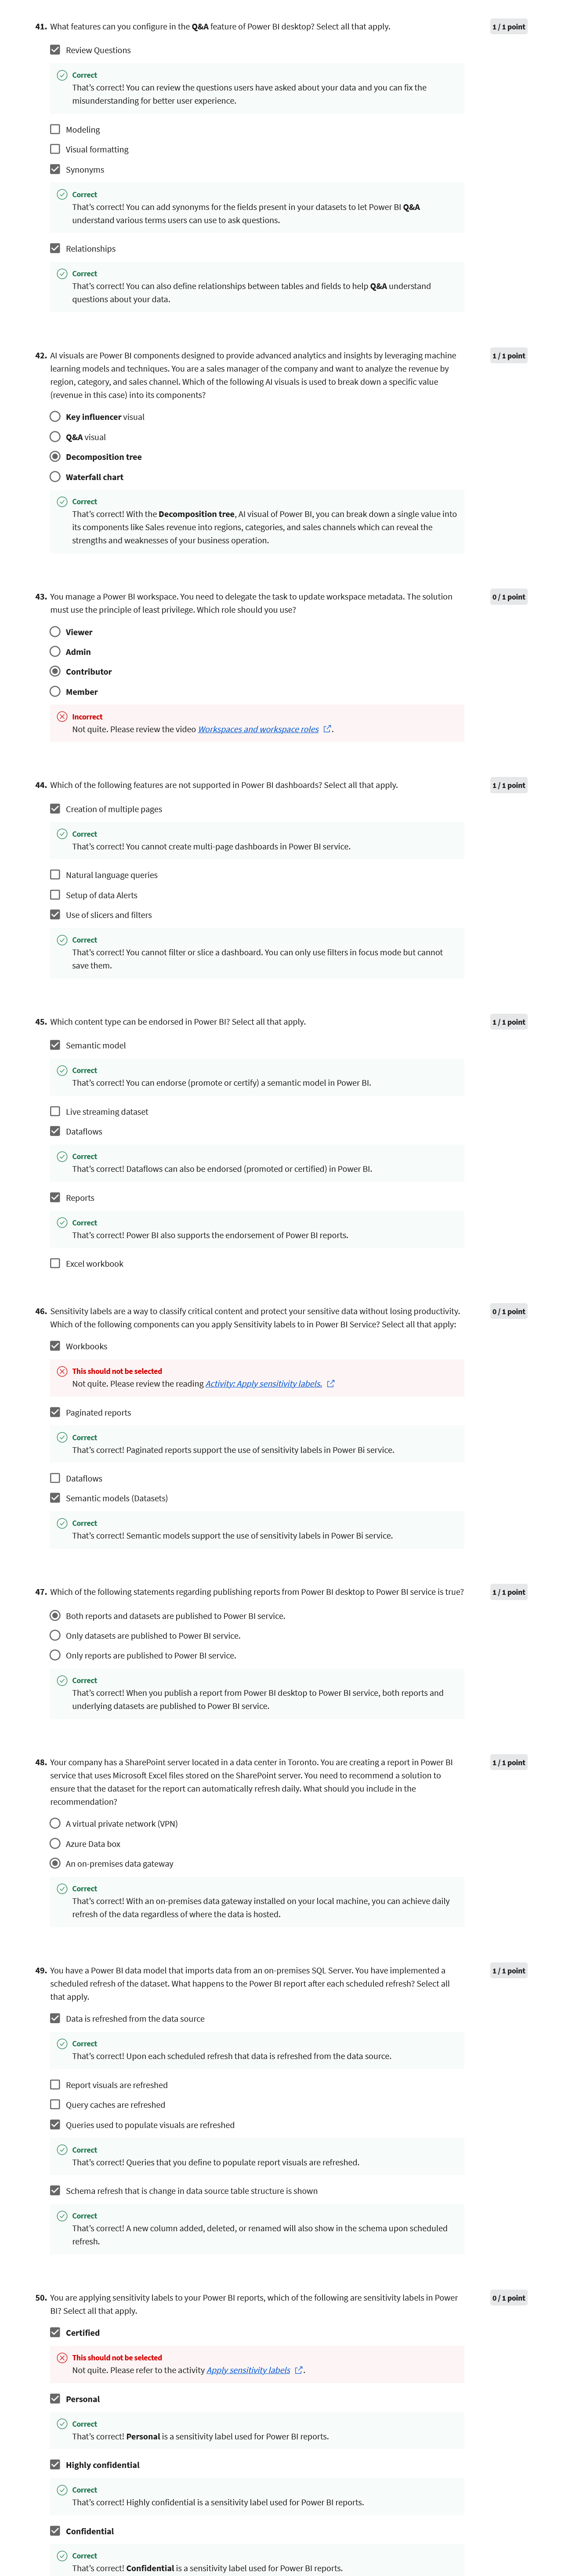 41. What features can you configure in the Q&A feature of Power BI desktop? Select all that apply.
1 / 1 point
Review Questions
Correct
That's correct! You can review the questions users have asked about your data and you can fix the
misunderstanding for better user experience.
Modeling
Visual formatting
Synonyms
Correct
That's correct! You can add synonyms for the fields present in your datasets to let Power BI Q&A
understand various terms users can use to ask questions.
Relationships
Correct
That's correct! You can also define relationships between tables and fields to help Q&A understand
questions about your data.
42. AI visuals are Power BI components designed to provide advanced analytics and insights by leveraging machine
1 / 1 point
learning models and techniques. You are a sales manager of the company and want to analyze the revenue by
region, category, and sales channel. Which of the following AI visuals is used to break down a specific value
(revenue in this case) into its components?
Key influencer visual
Q&A visual
Decomposition tree
Waterfall chart
Correct
That's correct! With the Decomposition tree, AI visual of Power BI, you can break down a single value into
its components like Sales revenue into regions, categories, and sales channels which can reveal the
strengths and weaknesses of your business operation.
43. You manage a Power BI workspace. You need to delegate the task to update workspace metadata. The solution
0 / 1 point
must use the principle of least privilege. Which role should you use?
Viewer
Admin
Contributor
Member
Incorrect
Not quite. Please review the video Workspaces and workspace roles .
44. Which of the following features are not supported in Power BI dashboards? Select all that apply.
1 / 1 point
Creation of multiple pages
Correct
That's correct! You cannot create multi-page dashboards in Power BI service.
Natural language queries
Setup of data Alerts
Use of slicers and filters
Correct
That's correct! You cannot filter or slice a dashboard. You can only use filters in focus mode but cannot
save them.
45. Which content type can be endorsed in Power BI? Select all that apply.
1 / 1 point
Semantic model
Correct
That's correct! You can endorse (promote or certify) a semantic model in Power BI.
Live streaming dataset
Dataflows
Correct
That's correct! Dataflows can also be endorsed (promoted or certified) in Power BI.
Reports
Correct
That's correct! Power BI also supports the endorsement of Power BI reports.
Excel workbook
46. Sensitivity labels are a way to classify critical content and protect your sensitive data without losing productivity.
0 / 1 point
Which of the following components can you apply Sensitivity labels to in Power BI Service? Select all that apply:
Workbooks
This should not be selected
Not quite. Please review the reading Activity: Apply sensitivity labels.
Paginated reports
Correct
That's correct! Paginated reports support the use of sensitivity labels in Power Bi service.
Dataflows
Semantic models (Datasets)
Correct
That's correct! Semantic models support the use of sensitivity labels in Power Bi service.
47. Which of the following statements regarding publishing reports from Power BI desktop to Power BI service is true?
1 / 1 point
Both reports and datasets are published to Power BI service.
Only datasets are published to Power BI service.
Only reports are published to Power BI service.
Correct
That's correct! When you publish a report from Power BI desktop to Power BI service, both reports and
underlying datasets are published to Power BI service.
48. Your company has a SharePoint server located in a data center in Toronto. You are creating a report in Power BI
1 / 1 point
service that uses Microsoft Excel files stored on the SharePoint server. You need to recommend a solution to
ensure that the dataset for the report can automatically refresh daily. What should you include in the
recommendation?
A virtual private network (VPN)
Azure Data box
An on-premises data gateway
Correct
That's correct! With an on-premises data gateway installed on your local machine, you can achieve daily
refresh of the data regardless of where the data is hosted.
49. You have a Power BI data model that imports data from an on-premises SQL Server. You have implemented a
1 / 1 point
scheduled refresh of the dataset. What happens to the Power BI report after each scheduled refresh? Select all
that apply.
Data is refreshed from the data source
Correct
That's correct! Upon each scheduled refresh that data is refreshed from the data source.
Report visuals are refreshed
Query caches are refreshed
Queries used to populate visuals are refreshed
Correct
That's correct! Queries that you define to populate report visuals are refreshed.
Schema refresh that is change in data source table structure is shown
Correct
That's correct! A new column added, deleted, or renamed will also show in the schema upon scheduled
refresh.
50. You are applying sensitivity labels to your Power BI reports, which of the following are sensitivity labels in Power
0 / 1 point
BI? Select all that apply.
Certified
This should not be selected
Not quite. Please refer to the activity Apply sensitivity labels .
Personal
Correct
That's correct! Personal is a sensitivity label used for Power BI reports.
Highly confidential
Correct
That's correct! Highly confidential is a sensitivity label used for Power BI reports.
Confidential
Correct
That's correct! Confidential is a sensitivity label used for Power BI reports.